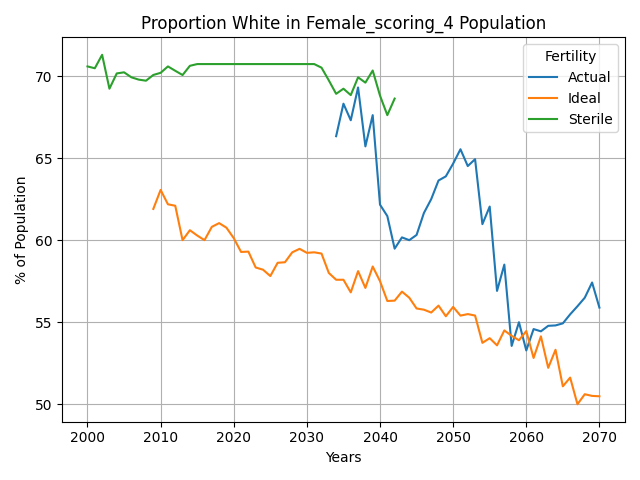 Proportion White in Female_scoring_4 Population
Fertility
Actual
Ideal
Sterile
% of Population
70
65
60
55
50
2000 2010 2020 2030 2040 2050 2060 2070
Years